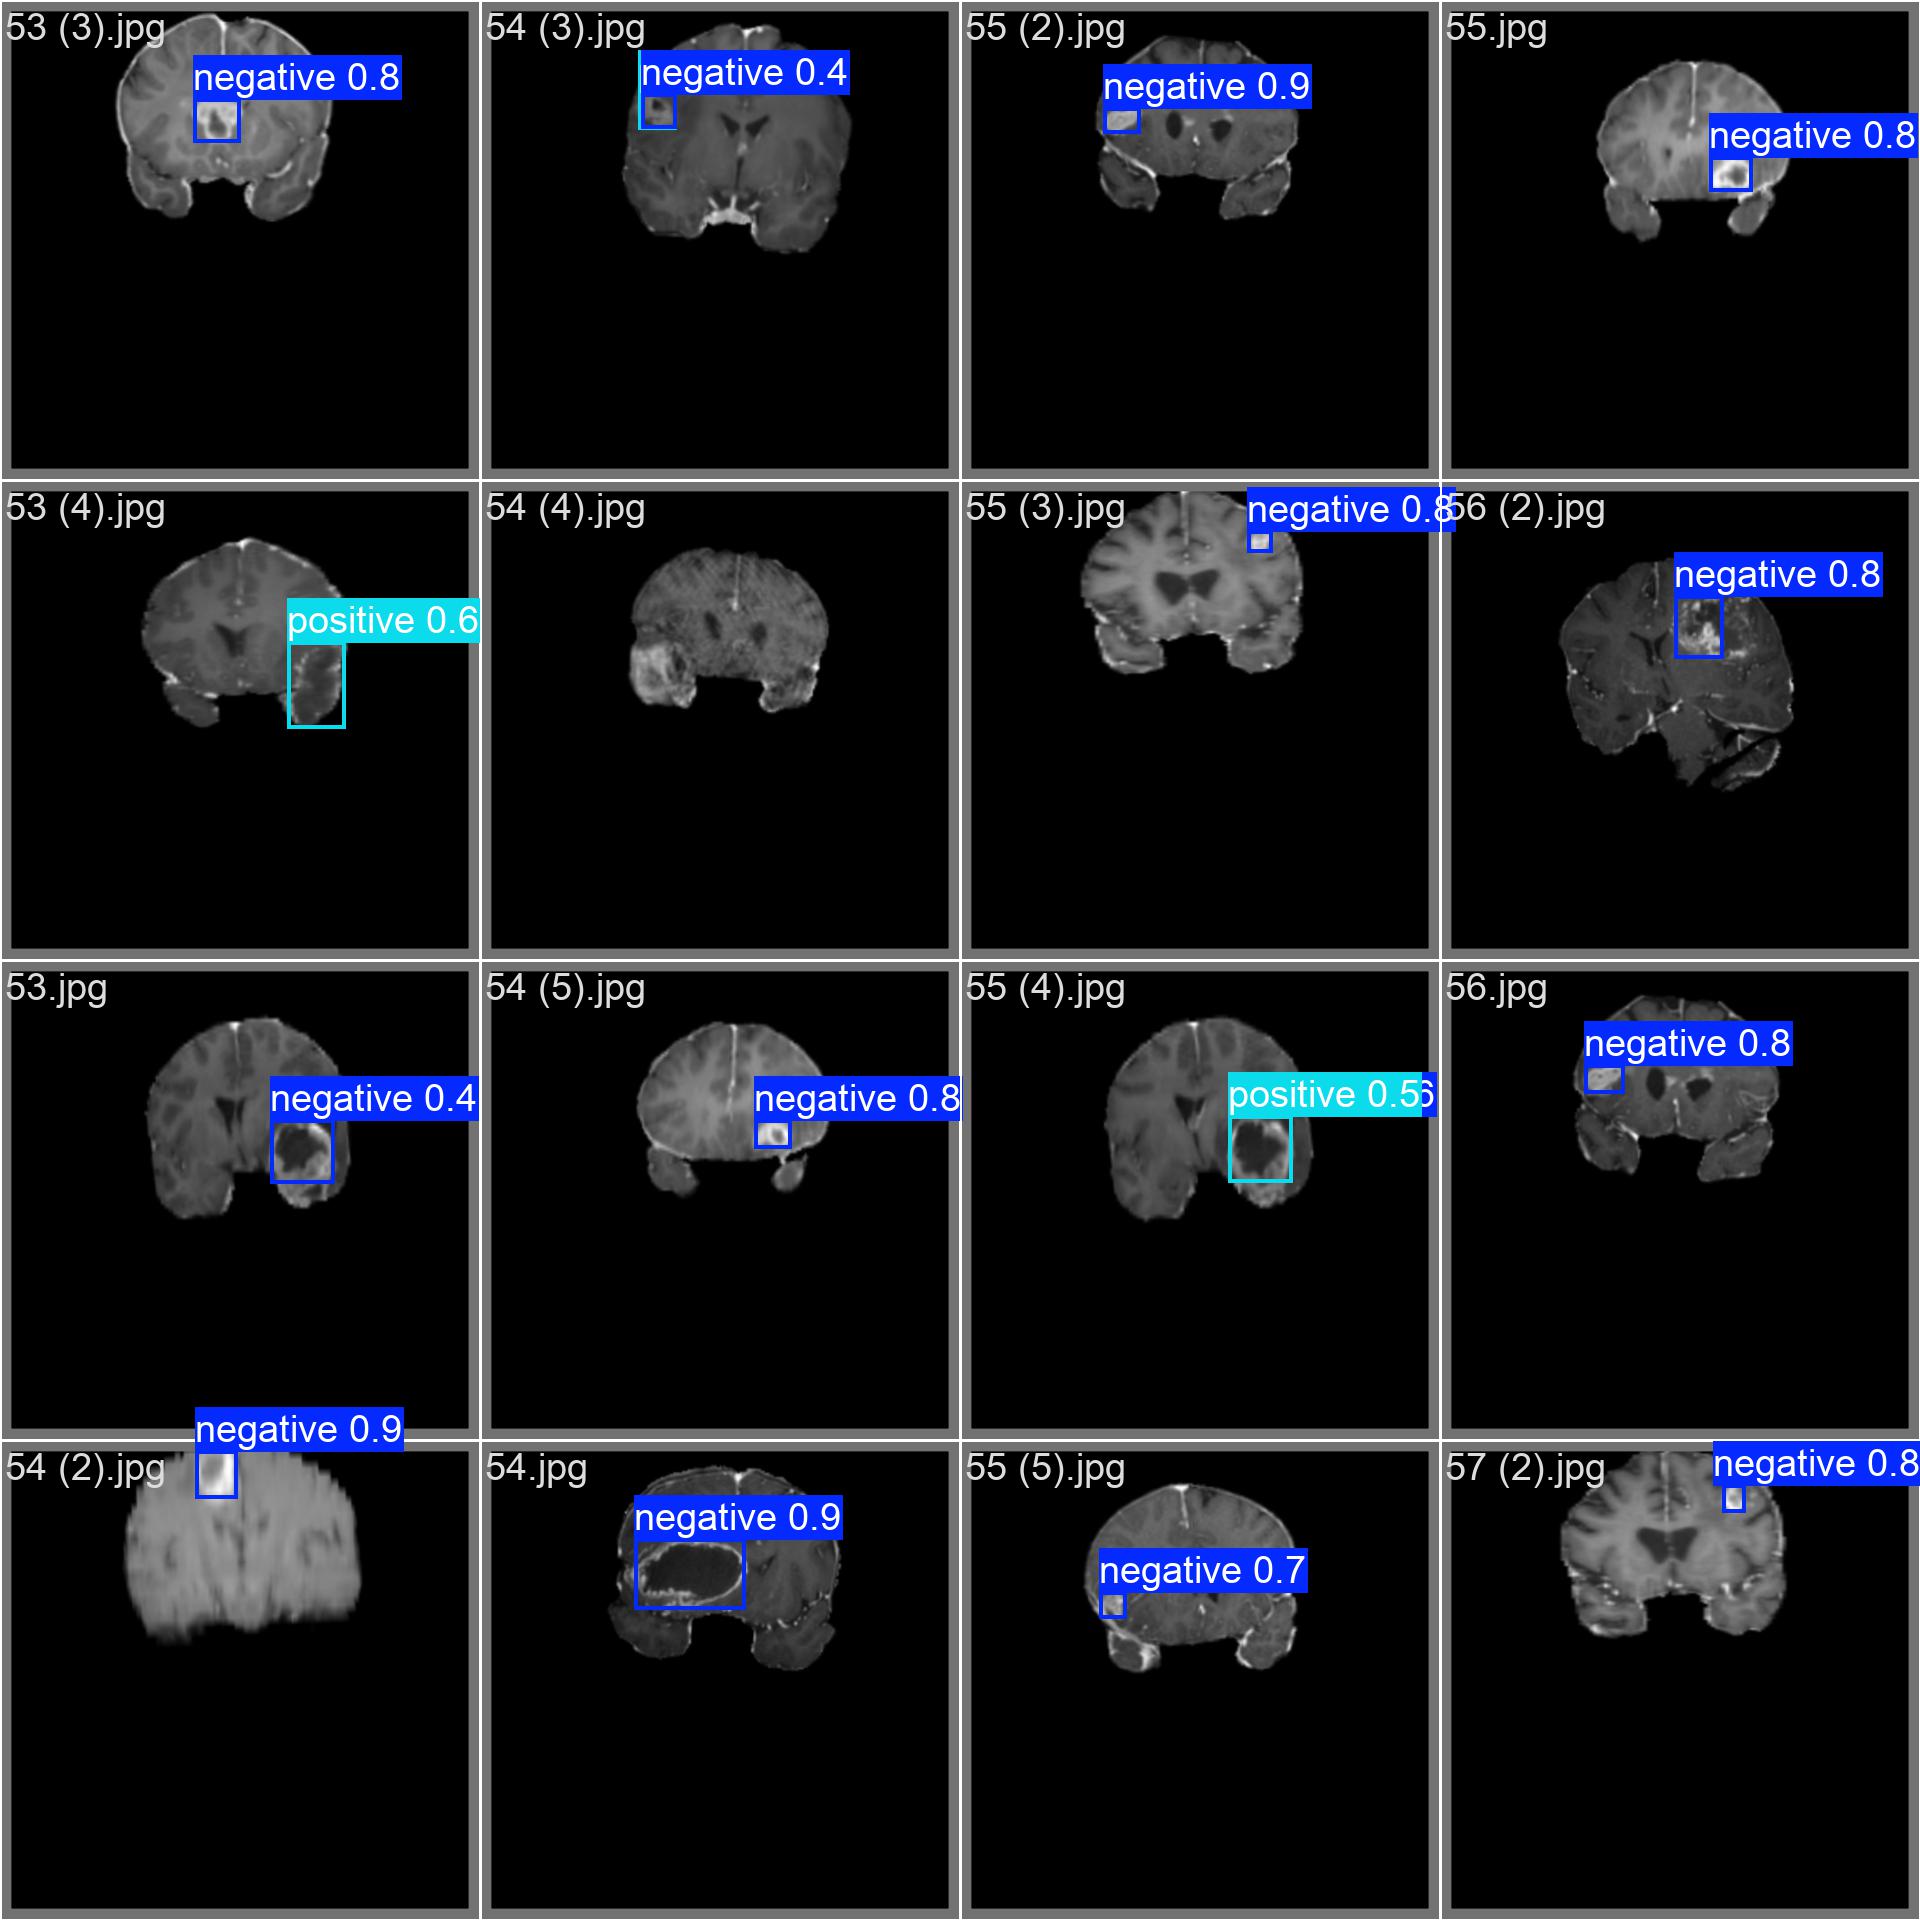 53 (3).jpg
negative 0.8
54 (3).jpg
negative 0.4
55 (2).jpg
negative 0.9
55.jpg
negative 0.8
53 (4).jpg
positive 0.6
54 (4).jpg
55 (3).jpg
negative 0.8
56 (2).jpg
negative 0.8
53.jpg
negative 0.4
54 (5).jpg
negative 0.8
55 (4).jpg
positive 0.5
6
56.jpg
negative 0.8
54 (2).jpg
negative 0.9
54.jpg
negative 0.9
55 (5).jpg
negative 0.7
57 (2).jpg
negative 0.8